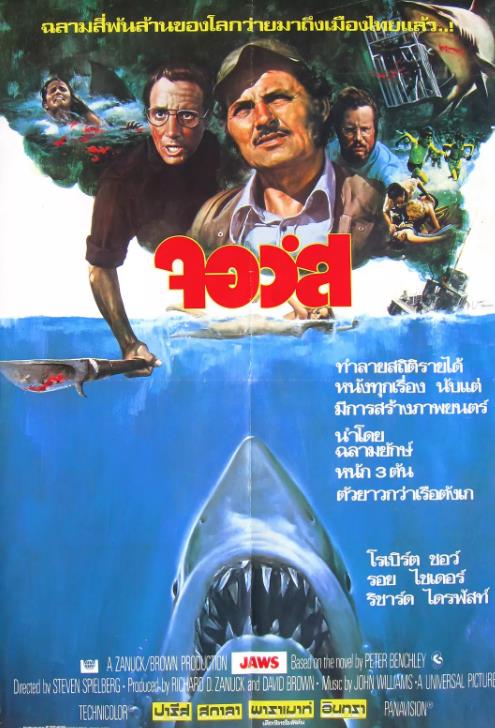 ฉลามสี่พันล้านของโลกว่ายมาถึงเมืองไทยแล้ว..!
จอว์ส
ทำลายสถิติรายได้
หนังทุกเรื่อง นับแต่
มีการสร้างภาพยนตร์
นำโดย
ฉลามยักษ์
หนัก 3 ตัน
ตัวยาวกว่าเรือตังเก
โรเบิร์ต ชอว์
รอย ไชเดอร์
ริชาร์ด ไดรฟัสท์
A ZANUCK/BROWN PRODUCTION JAWS Based on the novel by PETER BENCHLEY
Directed by STEVEN SPIELBERG · Produced by RICHARD D. ZANUCK and DAVID BROWN · Music by JOHN WILLIAMS · A UNIVERSAL PICTURE
TECHNICOLOR® ปารีส สกาลา พาราเมาท์ อินทรา PANAVISION®